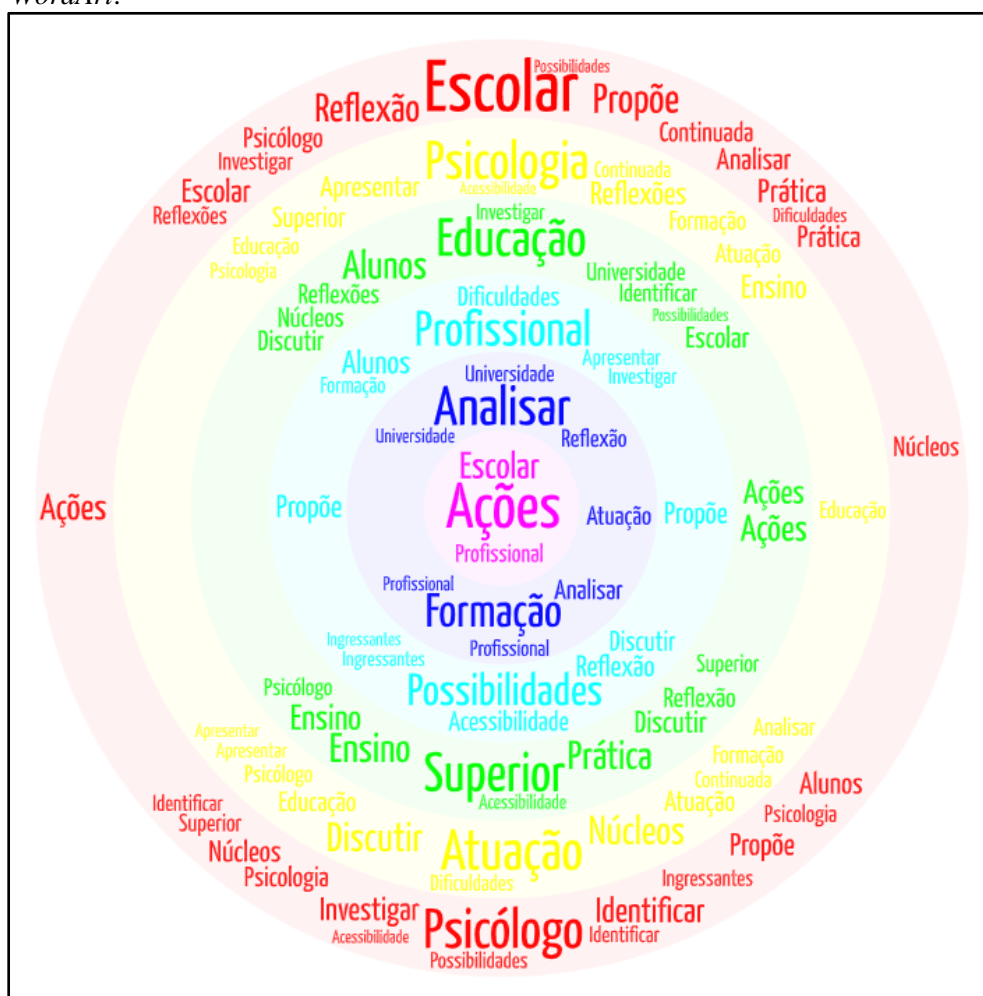 WordArt.
Possibilidades
Escolar
Propõe
Reflexão
Continuada
Psicólogo
Analisar
Investigar
Psicologia
Continuada
Prática
Apresentar
Acessibilidade
Reflexões
Escolar
Dificuldades
Reflexões
Superior
Investigar
Formação
Prática
Educação
Educação
Atuação
Psicologia
Alunos
Universidade
Ensino
Reflexões
Dificuldades
Identificar
Núcleos
Possibilidades
Discutir
Profissional
Escolar
Alunos
Apresentar
Formação
Universidade
Investigar
Analisar
Universidade
Reflexão
Núcleos
Escolar
Ações
Ações
Propõe
Ações
Atuação
Propõe
Ações
Educação
Profissional
Profissional
Analisar
Formação
Ingressantes
Profissional
Discutir
Ingressantes
Reflexão
Superior
Psicólogo
Possibilidades
Reflexão
Ensino
Acessibilidade
Discutir
Apresentar
Ensino
Prática
Analisar
Apresentar
Superior
Formação
Psicólogo
Continuada
Alunos
Identificar
Educação
Acessibilidade
Atuação
Psicologia
Superior
Discutir
Atuação
Núcleos
Propõe
Núcleos
Psicologia
Dificuldades
Ingressantes
Investigar
Psicólogo
Identificar
Acessibilidade
Identificar
Possibilidades